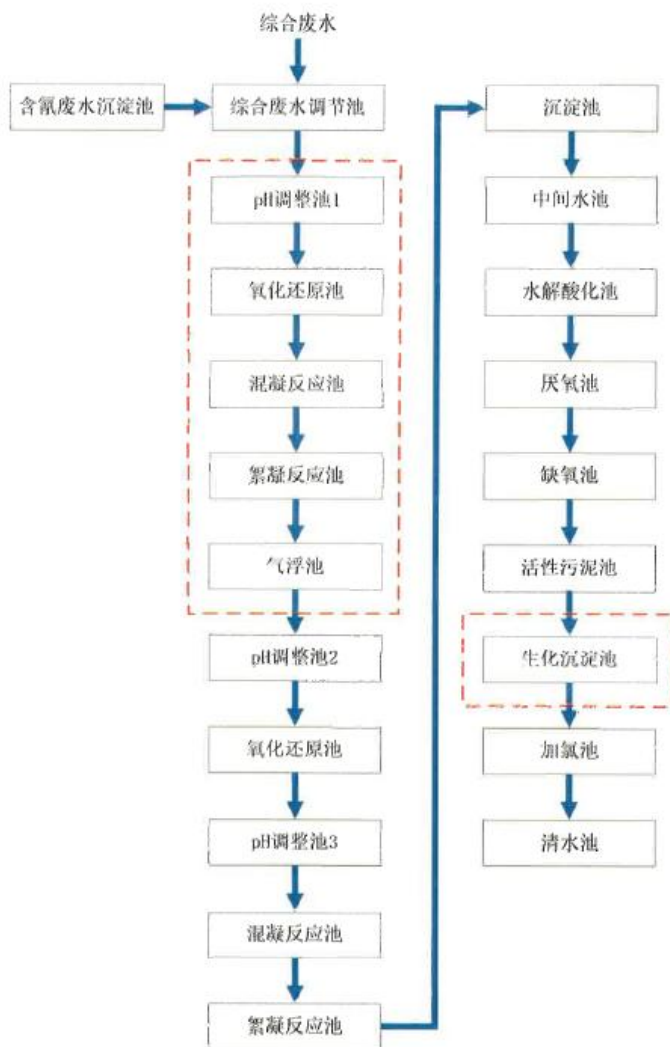 综合废水
含氰废水沉淀池
综合废水调节池
pH调整池1
氧化还原池
混凝反应池
絮凝反应池
气浮池
pH调整池2
氧化还原池
pH调整池3
混凝反应池
絮凝反应池
沉淀池
中间水池
水解酸化池
厌氧池
缺氧池
活性污泥池
生化沉淀池
加氯池
清水池